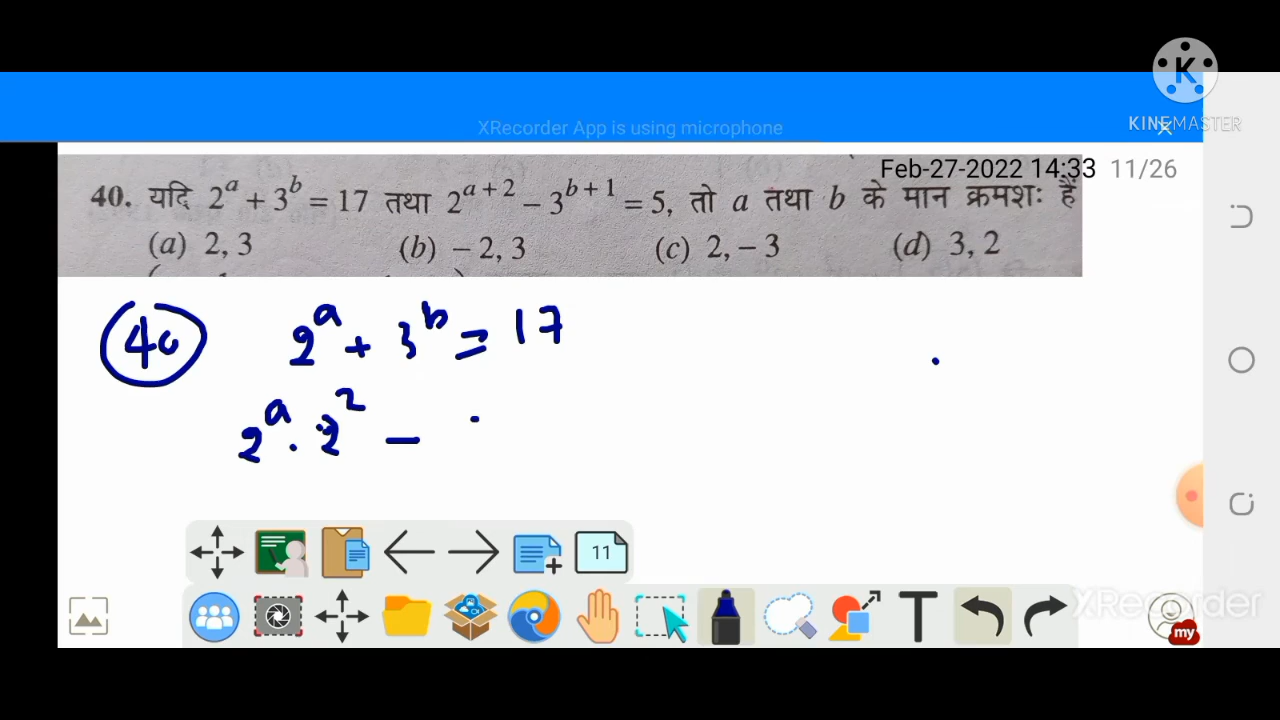 KINEMASTER
XRecorder App is using microphone
Feb-27-2022 14:33 11/26
40. यदि 2^a + 3^b = 17 तथा 2^(a + 2) − 3^(b + 1) = 5, तो a तथा b के मान क्रमशः हैं
(a) 2, 3 (b) − 2, 3 (c) 2, − 3 (d) 3, 2
40 2^a + 3^b = 17
2^a . 2^2 −
11
T
XRecorder
my